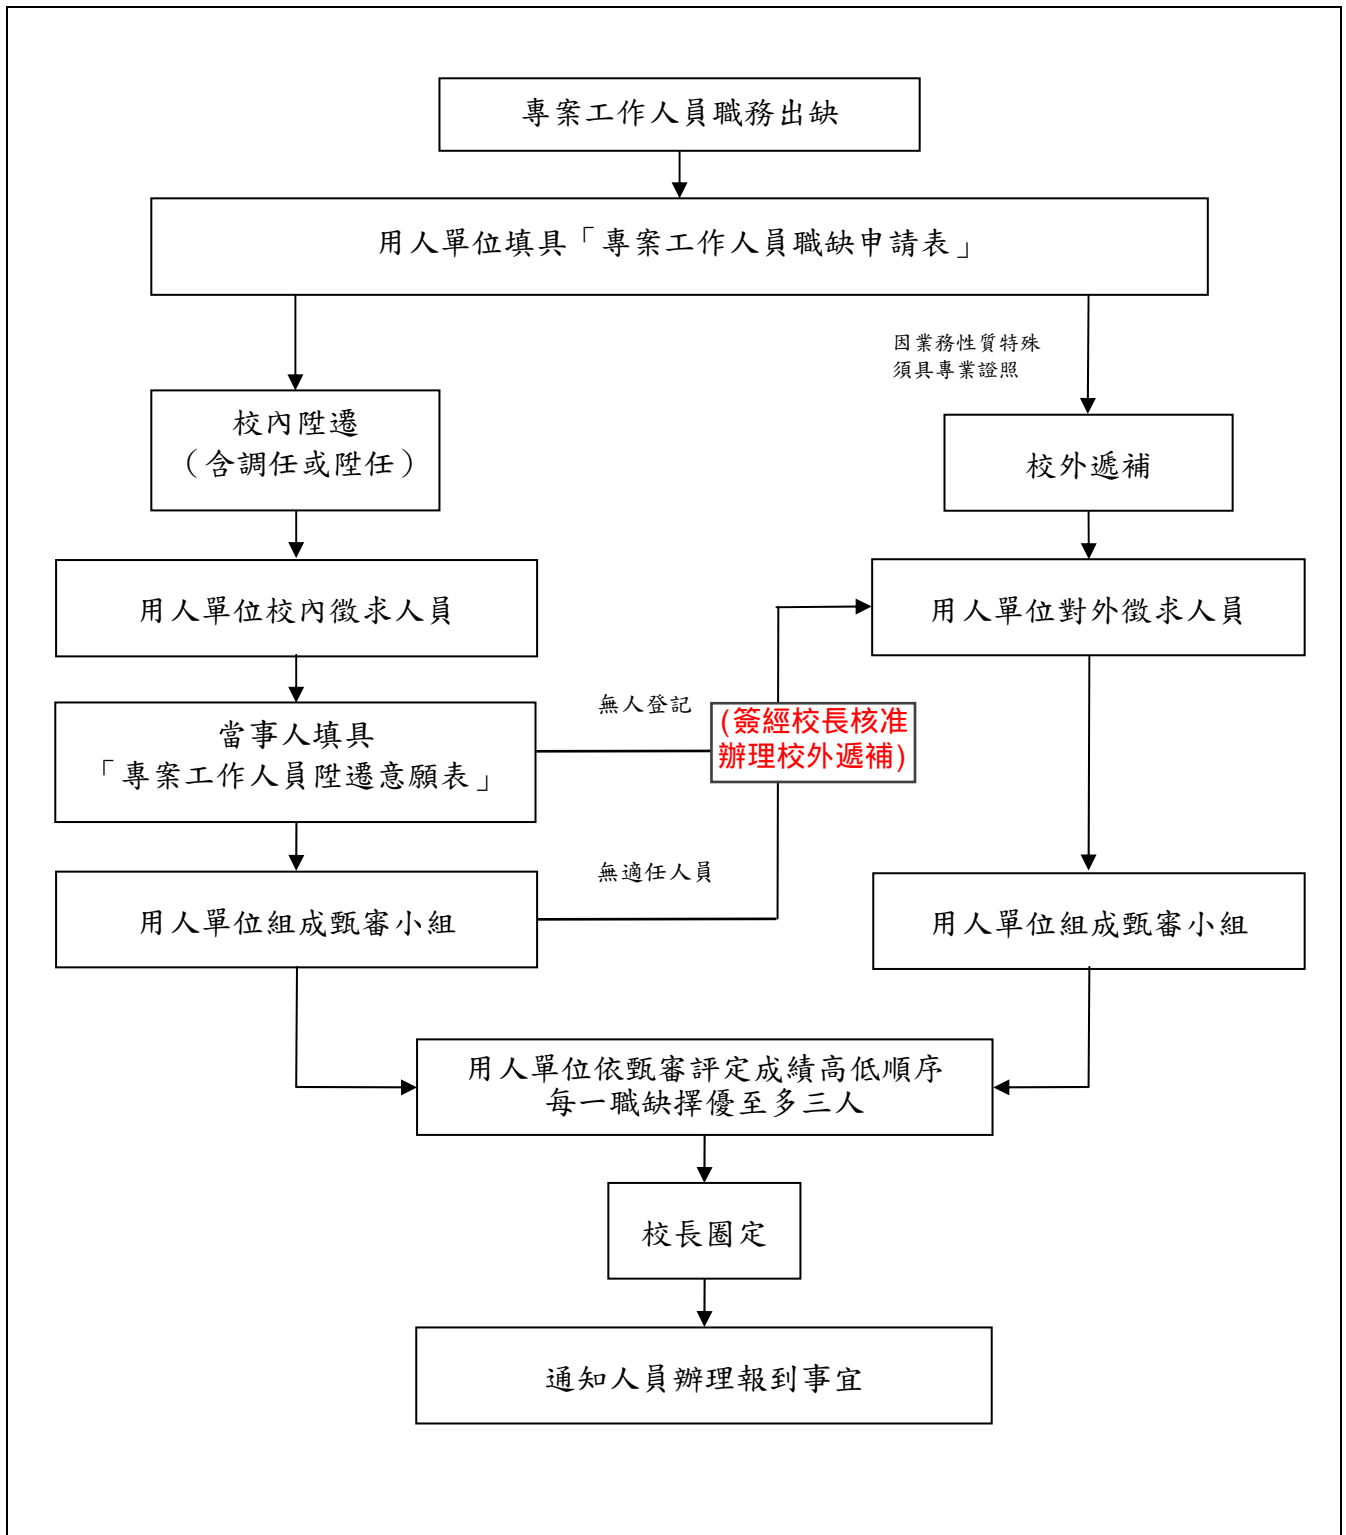 專案工作人員職務出缺
用人單位填具「專案工作人員職缺申請表」
因業務性質特殊
須具專業證照
校內陞遷
（含調任或陞任）
校外遞補
用人單位校內徵求人員
用人單位對外徵求人員
無人登記
(簽經校長核准
辦理校外遞補)
當事人填具
「專案工作人員陞遷意願表」
無適任人員
用人單位組成甄審小組
用人單位組成甄審小組
用人單位依甄審評定成績高低順序
每一職缺擇優至多三人
校長圈定
通知人員辦理報到事宜